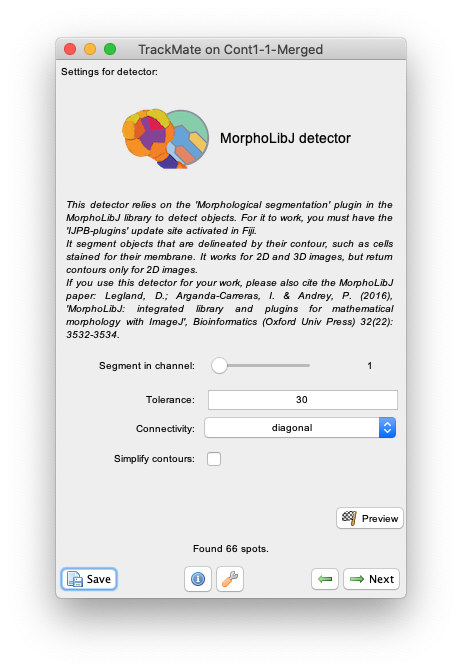 TrackMate on Cont1-1-Merged
Settings for detector:
MorphoLibJ detector
This detector relies on the 'Morphological segmentation' plugin in the
MorphoLibJ library to detect objects. For it to work, you must have the
'IJPB-plugins' update site activated in Fiji.
It segment objects that are delineated by their contour, such as cells
stained for their membrane. It works for 2D and 3D images, but return
contours only for 2D images.
If you use this detector for your work, please also cite the MorphoLibJ
paper: Legland, D.; Arganda-Carreras, I. & Andrey, P. (2016),
'MorphoLibJ: integrated library and plugins for mathematical
morphology with ImageJ', Bioinformatics (Oxford Univ Press) 32(22):
3532-3534.
Segment in channel: 1
Tolerance: 30
Connectivity: diagonal
Simplify contours:
Preview
Found 66 spots.
Save Next